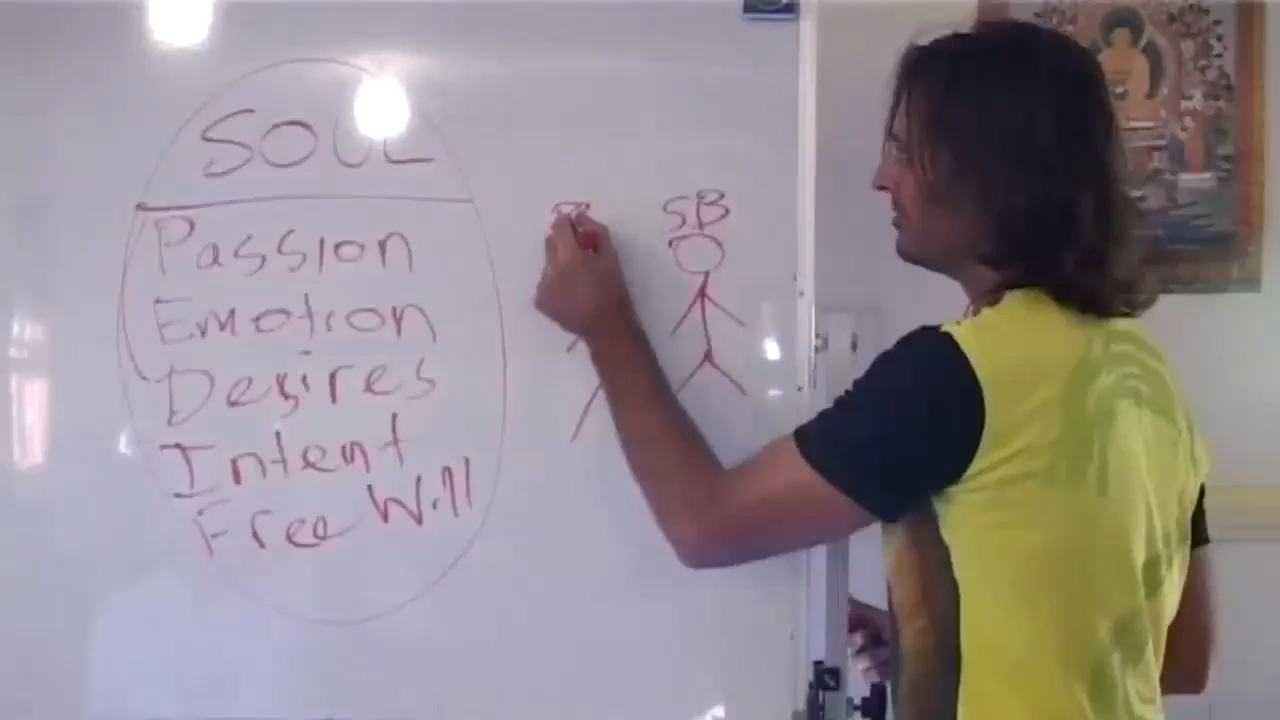 SOUL
Passion
Emotion
Desires
Intent
Free Will
SB